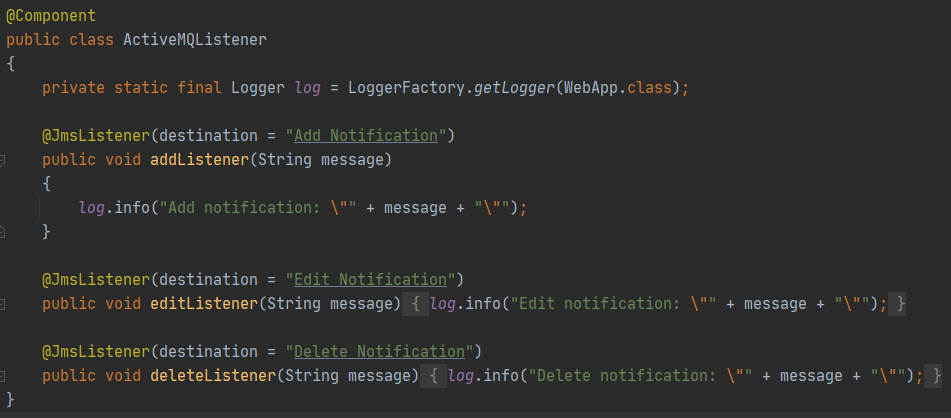 @Component
public class ActiveMQListener
{
    private static final Logger log = LoggerFactory.getLogger(WebApp.class);
    @JmsListener(destination = "Add Notification")
    public void addListener(String message)
    {
        log.info("Add notification: \"" + message + "\"");
    }
    @JmsListener(destination = "Edit Notification")
    public void editListener(String message) { log.info("Edit notification: \"" + message + "\""); }
    @JmsListener(destination = "Delete Notification")
    public void deleteListener(String message) { log.info("Delete notification: \"" + message + "\""); }
}